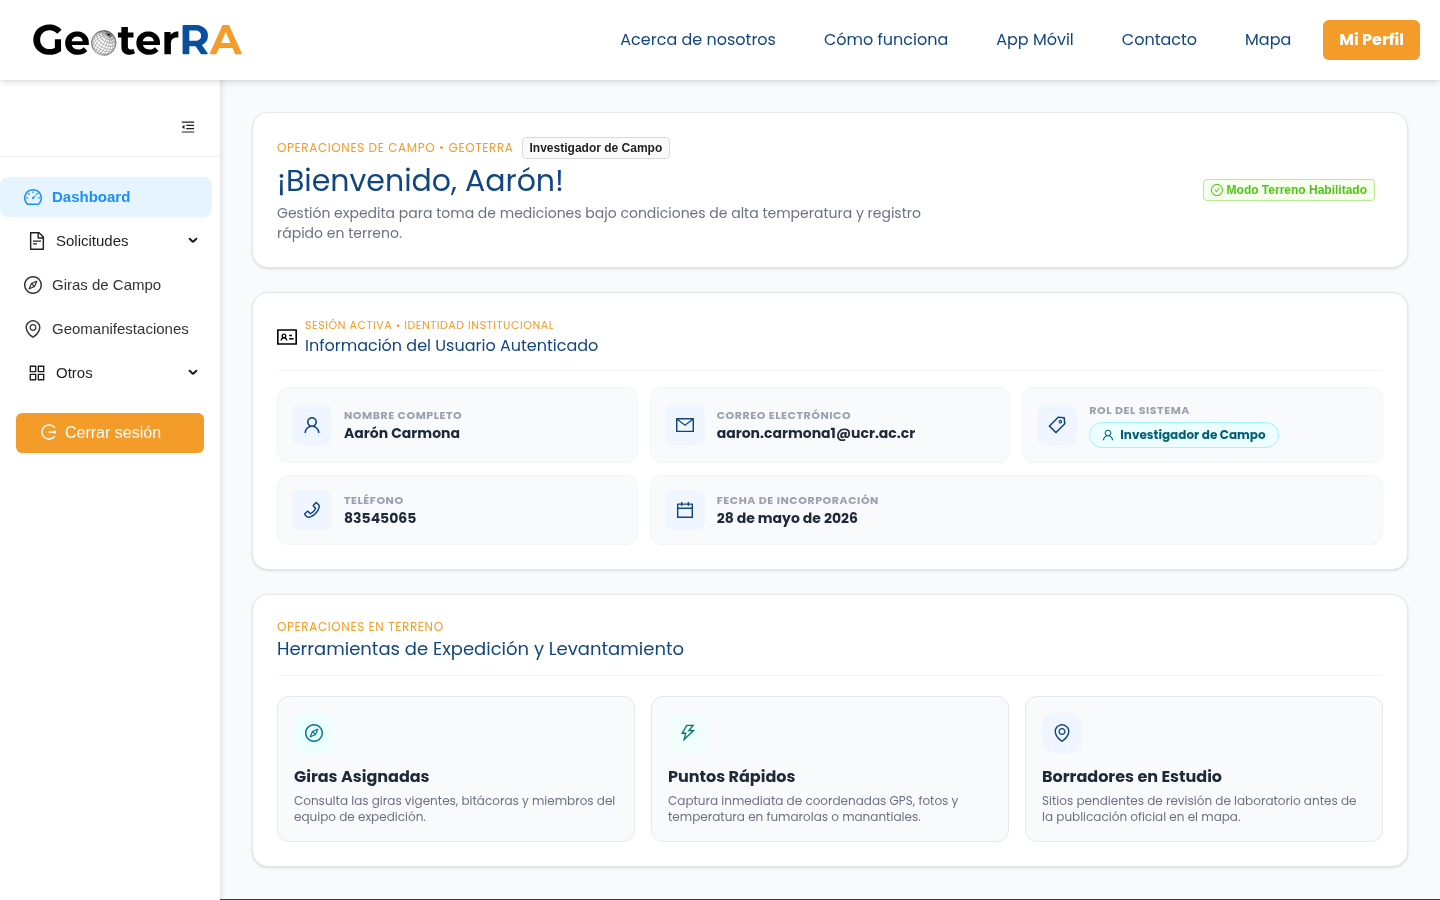 GeoterRA
Acerca de nosotros
Cómo funciona
App Móvil
Contacto
Mapa
Mi Perfil
Dashboard
Solicitudes
Giras de Campo
Geomanifestaciones
Otros
Cerrar sesión
OPERACIONES DE CAMPO • GEOTERRA
Investigador de Campo
¡Bienvenido, Aarón!
Gestión expedita para toma de mediciones bajo condiciones de alta temperatura y registro
rápido en terreno.
Modo Terreno Habilitado
SESIÓN ACTIVA • IDENTIDAD INSTITUCIONAL
Información del Usuario Autenticado
NOMBRE COMPLETO
Aarón Carmona
CORREO ELECTRÓNICO
aaron.carmona1@ucr.ac.cr
ROL DEL SISTEMA
Investigador de Campo
TELÉFONO
83545065
FECHA DE INCORPORACIÓN
28 de mayo de 2026
OPERACIONES EN TERRENO
Herramientas de Expedición y Levantamiento
Giras Asignadas
Consulta las giras vigentes, bitácoras y miembros del
equipo de expedición.
Puntos Rápidos
Captura inmediata de coordenadas GPS, fotos y
temperatura en fumarolas o manantiales.
Borradores en Estudio
Sitios pendientes de revisión de laboratorio antes de
la publicación oficial en el mapa.